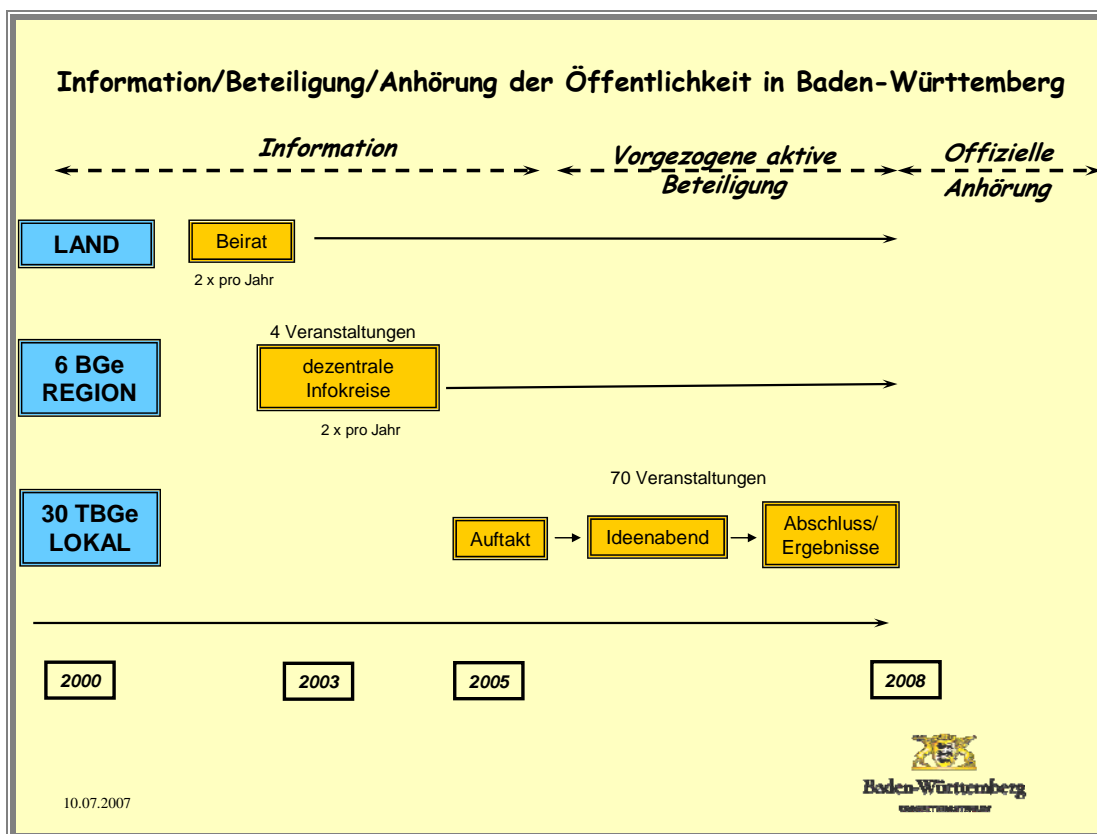 Information/Beteiligung/Anhörung der Öffentlichkeit in Baden-Württemberg
Information
Vorgezogene aktive
Beteiligung
Offizielle
Anhörung
LAND
Beirat
2 x pro Jahr
4 Veranstaltungen
6 BGe
REGION
dezentrale
Infokreise
2 x pro Jahr
70 Veranstaltungen
30 TBGe
LOKAL
Auftakt
Ideenabend
Abschluss/
Ergebnisse
2000
2003
2005
2008
10.07.2007
Baden-Württemberg
UMWELTMINISTERIUM